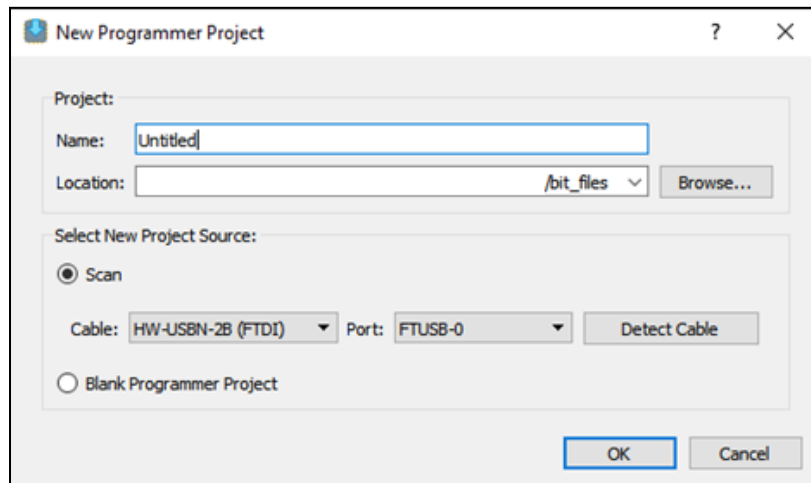 New Programmer Project ?
Project:
Name: Untitled
Location: /bit_files Browse...
Select New Project Source:
Scan
Cable: HW-USBN-2B (FTDI) Port: FTUSB-0 Detect Cable
Blank Programmer Project
OK Cancel